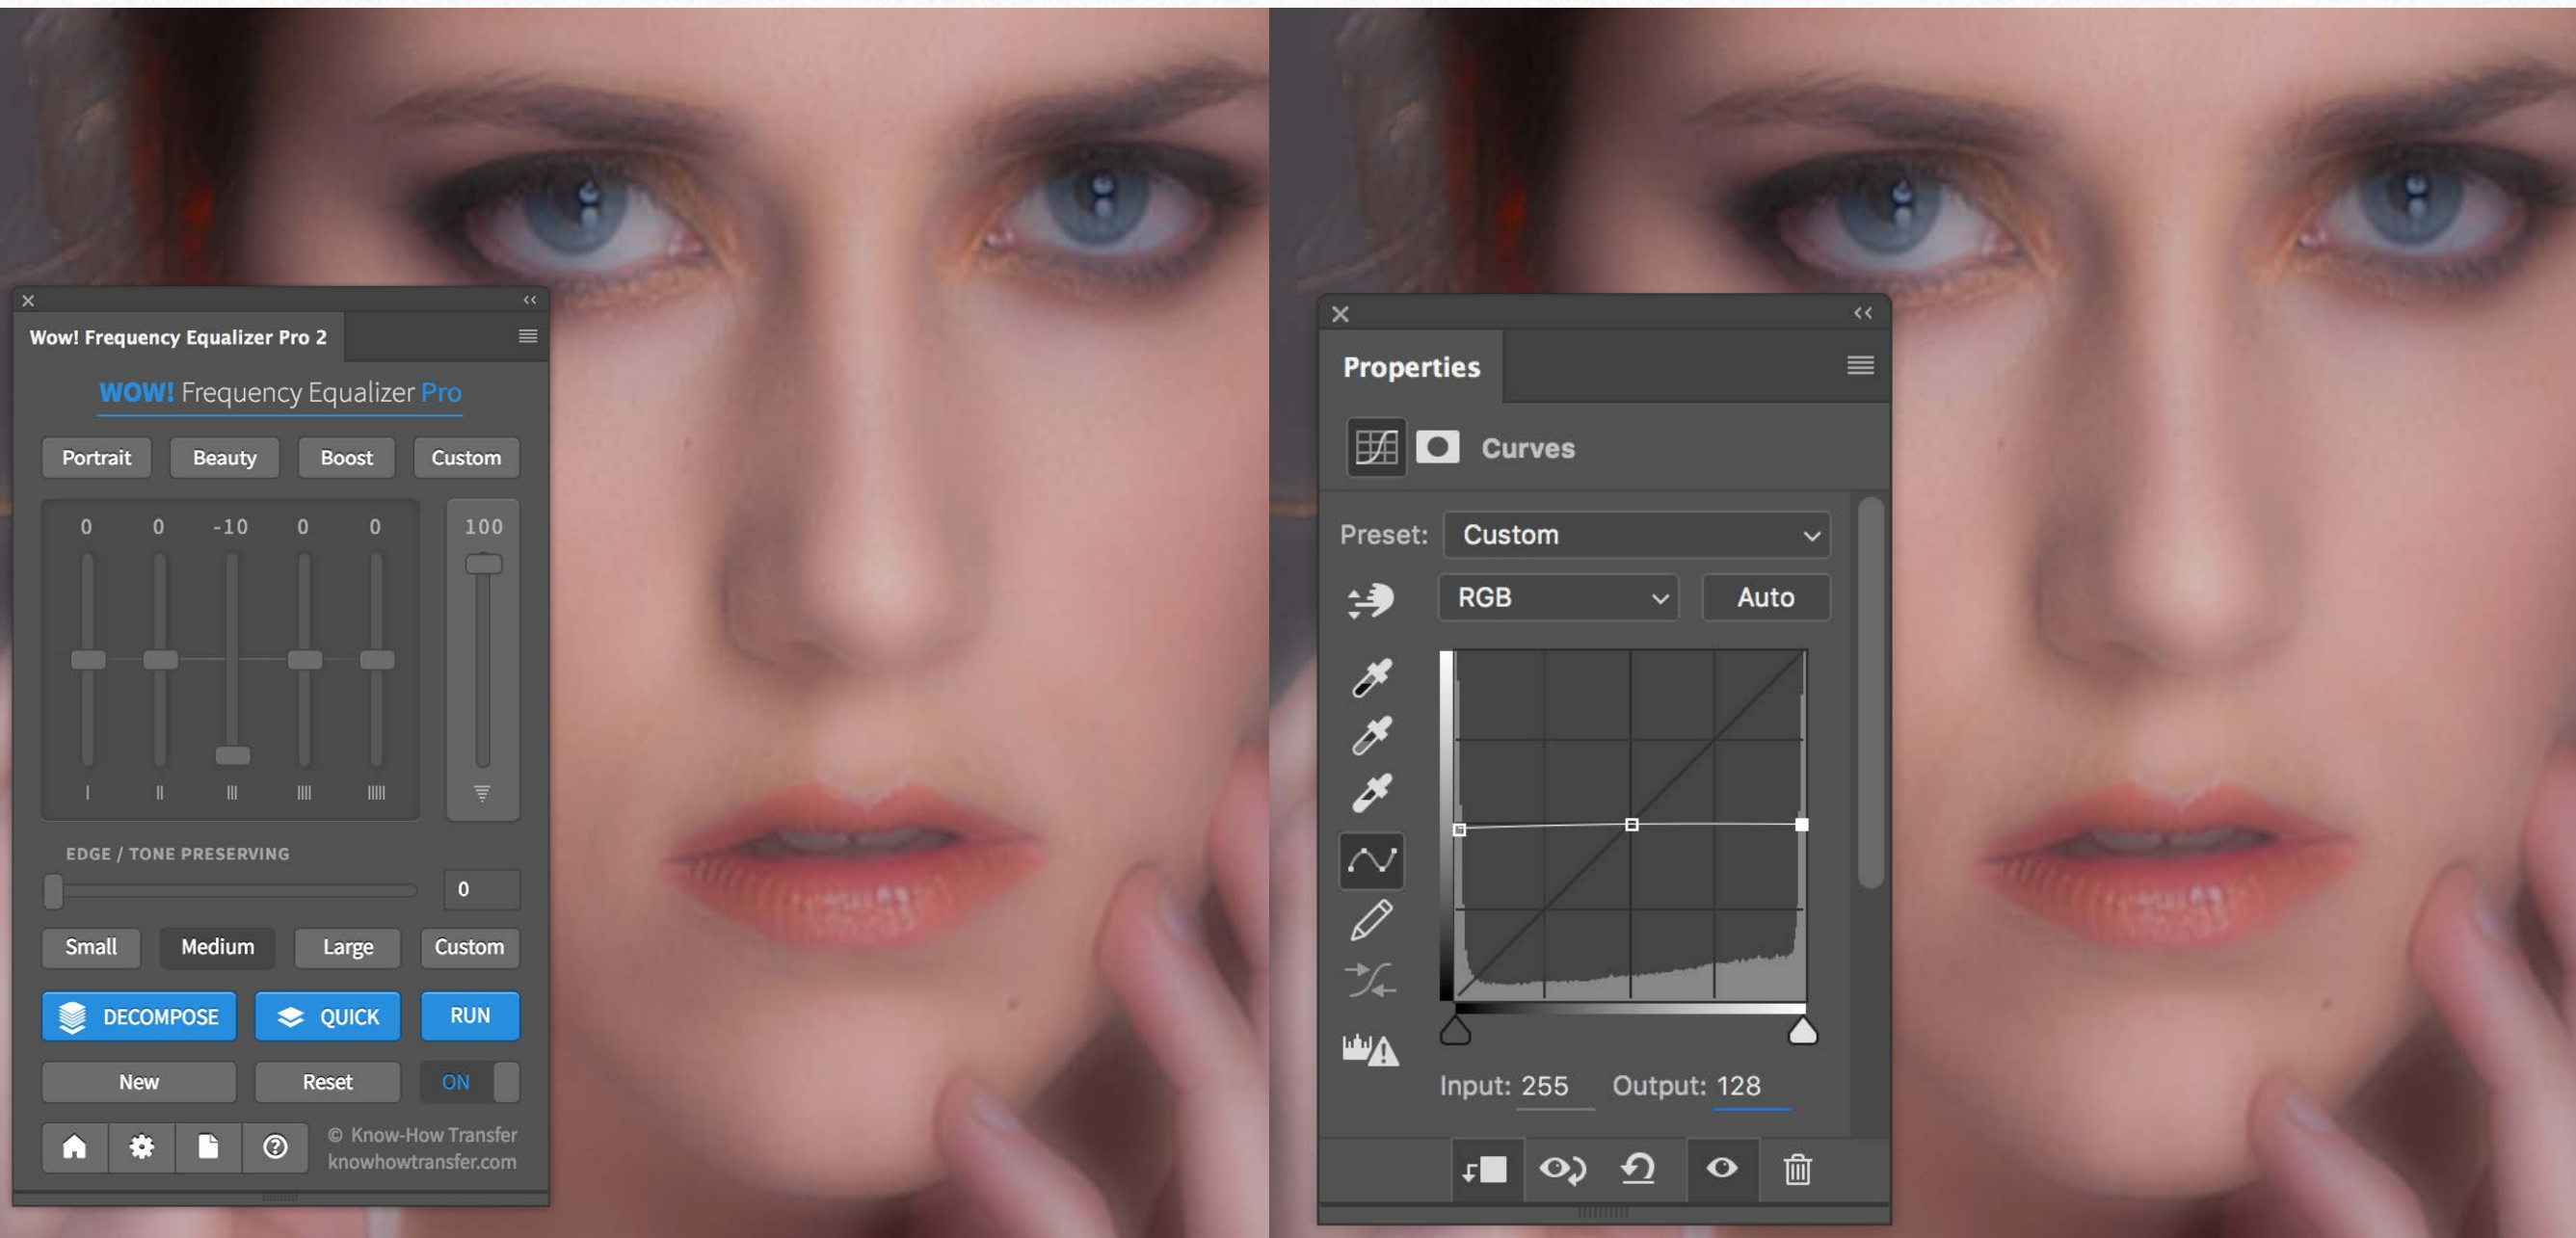 Wow! Frequency Equalizer Pro 2
WOW! Frequency Equalizer Pro
Portrait Beauty Boost Custom
0 0 -10 0 0 100
EDGE / TONE PRESERVING
0
Small Medium Large Custom
DECOMPOSE QUICK RUN
New Reset ON
© Know-How Transfer
knowhowtransfer.com
Properties
Curves
Preset: Custom
RGB Auto
Input: 255 Output: 128